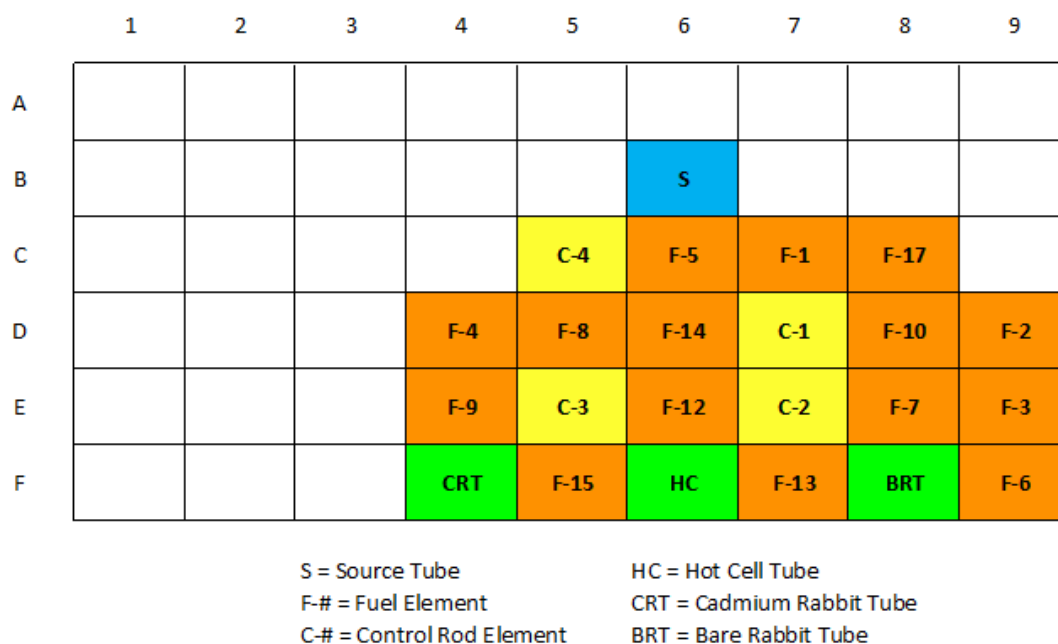 1 2 3 4 5 6 7 8 9
A
B S
C C-4 F-5 F-1 F-17
D F-4 F-8 F-14 C-1 F-10 F-2
E F-9 C-3 F-12 C-2 F-7 F-3
F CRT F-15 HC F-13 BRT F-6
S = Source Tube HC = Hot Cell Tube
F-# = Fuel Element CRT = Cadmium Rabbit Tube
C-# = Control Rod Element BRT = Bare Rabbit Tube